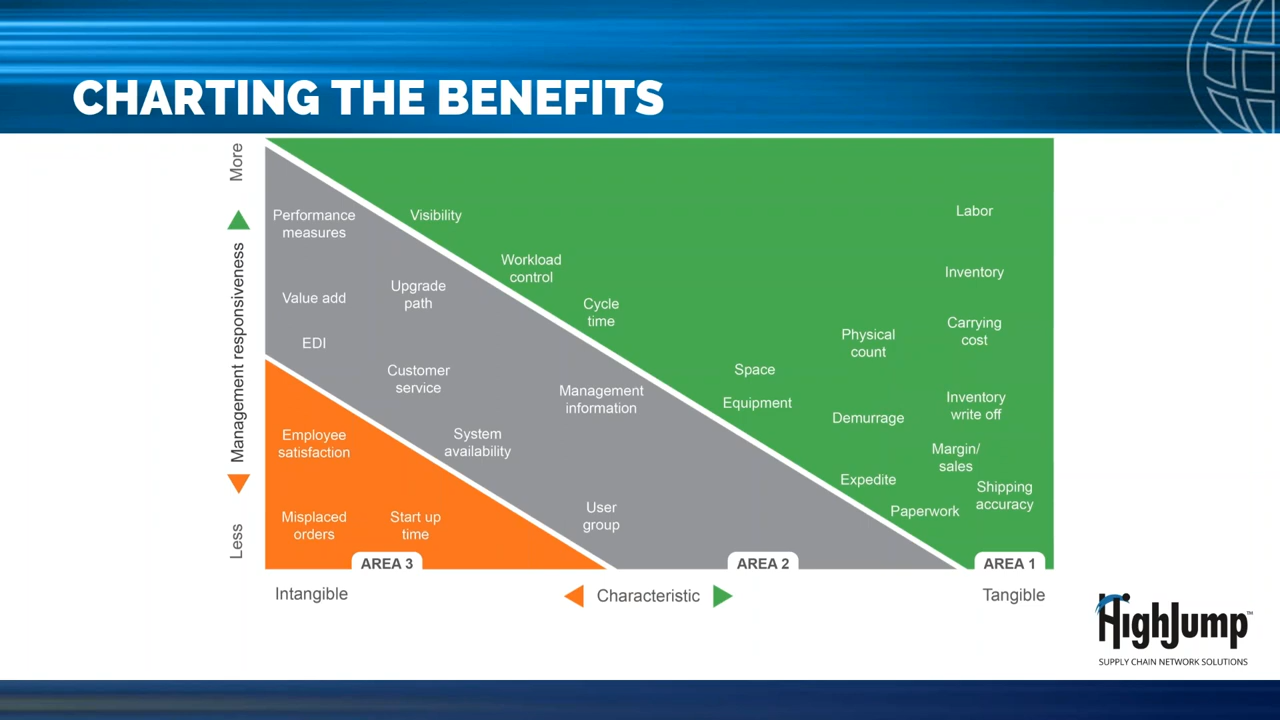 CHARTING THE BENEFITS
More
Management responsiveness
Less
Performance
measures
Visibility
Labor
Workload
control
Inventory
Value add
Upgrade
path
Cycle
time
EDI
Physical
count
Carrying
cost
Customer
service
Management
information
Space
Equipment
Demurrage
Inventory
write off
Employee
satisfaction
System
availability
Margin/
sales
Expedite
Shipping
accuracy
Paperwork
Misplaced
orders
Start up
time
User
group
AREA 3
AREA 2
AREA 1
Intangible
Characteristic
Tangible
HighJump™
SUPPLY CHAIN NETWORK SOLUTIONS